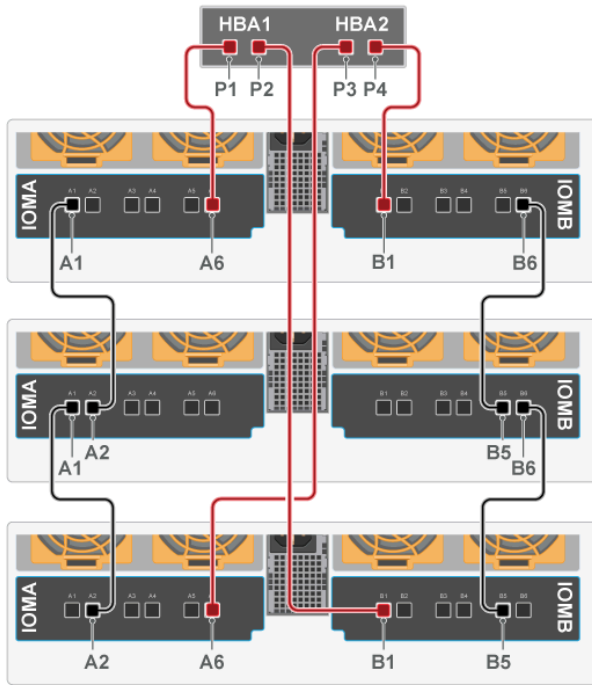 HBA1 HBA2
P1 P2 P3 P4
IOMA A1 A2 A3 A4 A5 B2 B3 B4 B5 B6 IOMB
A1 A6 B1 B6
IOMA A1 A2 A3 A4 A5 A6 B1 B2 B3 B4 B5 B6 IOMB
A1 A2 B5 B6
IOMA A1 A2 A3 A4 A5 B1 B2 B3 B4 B5 B6 IOMB
A2 A6 B1 B5